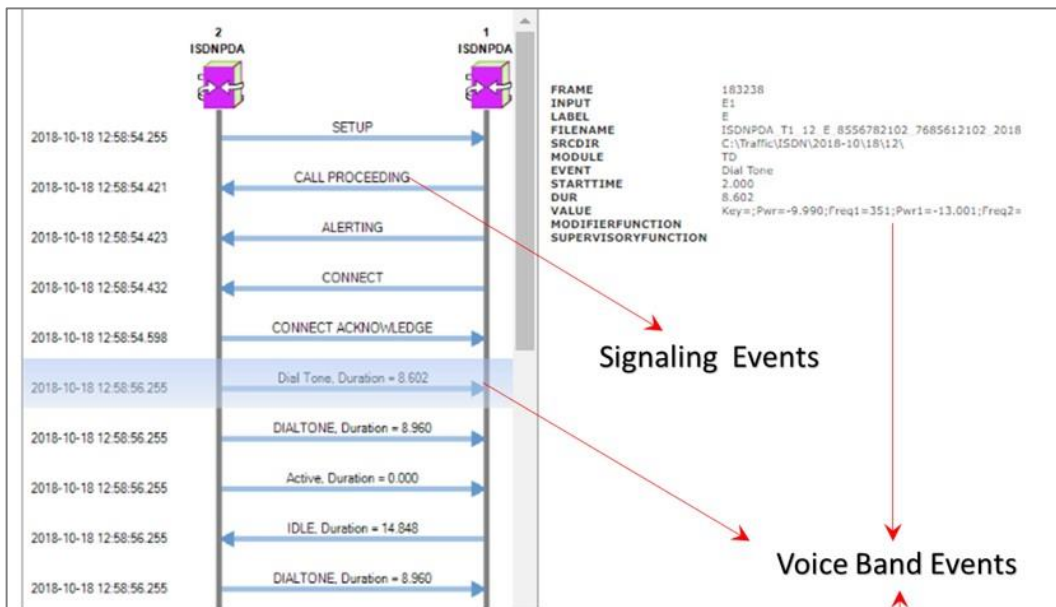 2
ISDNPDA
1
ISDNPDA
2018-10-18 12:58:54.255
SETUP
2018-10-18 12:58:54.421
CALL PROCEEDING
2018-10-18 12:58:54.423
ALERTING
2018-10-18 12:58:54.432
CONNECT
2018-10-18 12:58:54.598
CONNECT ACKNOWLEDGE
2018-10-18 12:58:56.255
Dial Tone, Duration = 8.602
2018-10-18 12:58:56.255
DIALTONE, Duration = 8.960
2018-10-18 12:58:56.255
Active, Duration = 0.000
2018-10-18 12:58:56.255
IDLE, Duration = 14.848
2018-10-18 12:58:56.255
DIALTONE, Duration = 8.960
FRAME 183238
INPUT E1
LABEL E
FILENAME ISDNPDA_T1_12_E_8556782102_7685612102_2018
SRCDIR C:\Traffic\ISDN\2018-10\18\12\
MODULE TD
EVENT Dial Tone
STARTTIME 2.000
DUR 8.602
VALUE Key=;Pwr=-9.990;Freq1=351;Pwr1=-13.001;Freq2=
MODIFIERFUNCTION
SUPERVISORYFUNCTION
Signaling Events
Voice Band Events